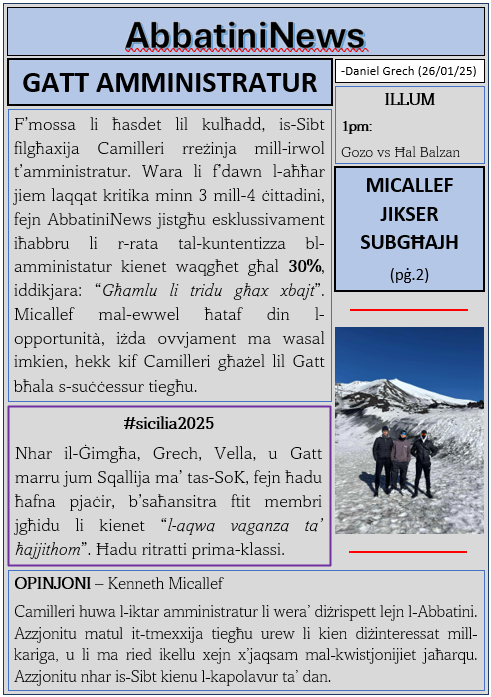 AbbatiniNews
GATT AMMINISTRATUR
-Daniel Grech (26/01/25)
F’mossa li ħasdet lil kulħadd, is-Sibt
filgħaxija Camilleri rreżinja mill-irwol
t’amministratur. Wara li f’dawn l-aħħar
jiem laqqat kritika minn 3 mill-4 ċittadini,
fejn AbbatiniNews jistgħu esklussivament
iħabbru li r-rata tal-kuntentizza bl-
amministatur kienet waqgħet għal 30%,
iddikjara: “Għamlu li tridu għax xbajt”.
Micallef mal-ewwel ħataf din l-
opportunità, iżda ovvjament ma wasal
imkien, hekk kif Camilleri għażel lil Gatt
bħala s-suċċessur tiegħu.
ILLUM
1pm:
Gozo vs Ħal Balzan
MICALLEF
JIKSER
SUBGĦAJH
(pġ.2)
#sicilia2025
Nhar il-Ġimgħa, Grech, Vella, u Gatt
marru jum Sqallija ma’ tas-SoK, fejn ħadu
ħafna pjaċir, b’saħansitra ftit membri
jgħidu li kienet “l-aqwa vaganza ta’
ħajjithom”. Ħadu ritratti prima-klassi.
OPINJONI – Kenneth Micallef
Camilleri huwa l-iktar amministratur li wera’ diżrispett lejn l-Abbatini.
Azzjonitu matul it-tmexxija tiegħu urew li kien diżinteressat mill-
kariga, u li ma ried ikellu xejn x’jaqsam mal-kwistjonijiet jaħarqu.
Azzjonitu nhar is-Sibt kienu l-kapolavur ta’ dan.